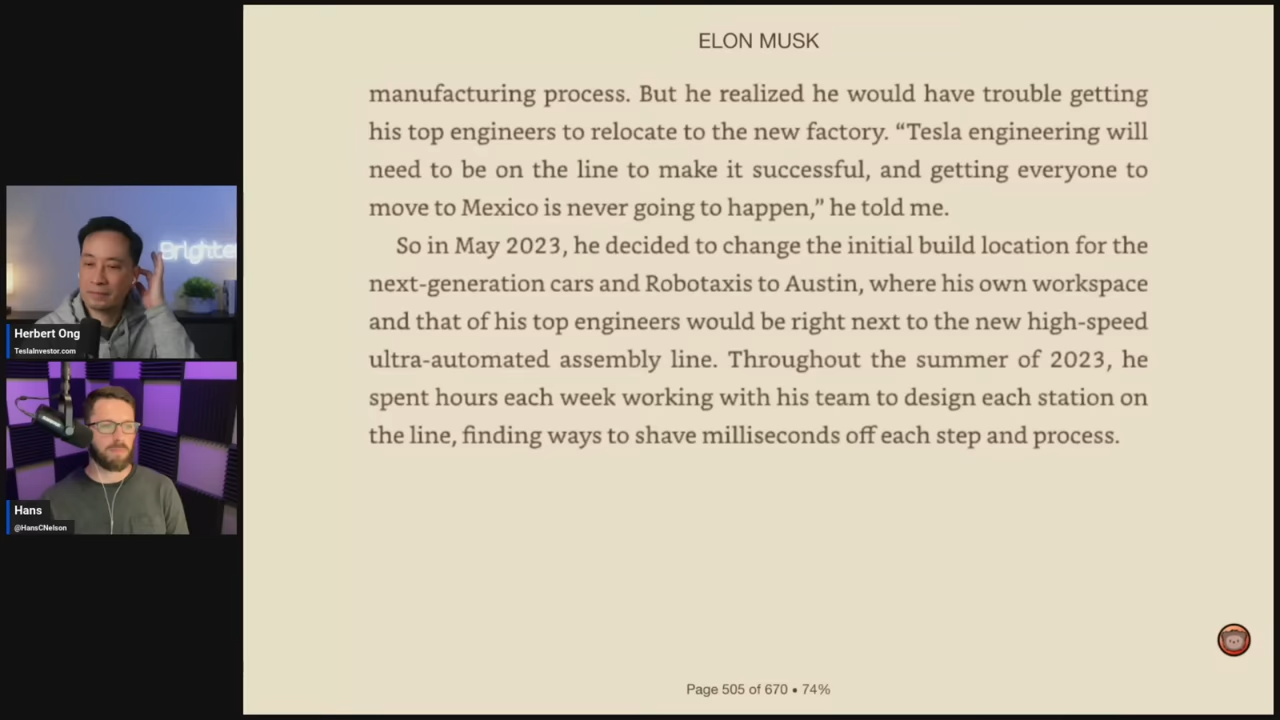 ELON MUSK
manufacturing process. But he realized he would have trouble getting
his top engineers to relocate to the new factory. “Tesla engineering will
need to be on the line to make it successful, and getting everyone to
move to Mexico is never going to happen,” he told me.
So in May 2023, he decided to change the initial build location for the
next-generation cars and Robotaxis to Austin, where his own workspace
and that of his top engineers would be right next to the new high-speed
ultra-automated assembly line. Throughout the summer of 2023, he
spent hours each week working with his team to design each station on
the line, finding ways to shave milliseconds off each step and process.
Page 505 of 670 • 74%
Brighte
Herbert Ong
TeslaInvestor.com
Hans
@HansCNelson